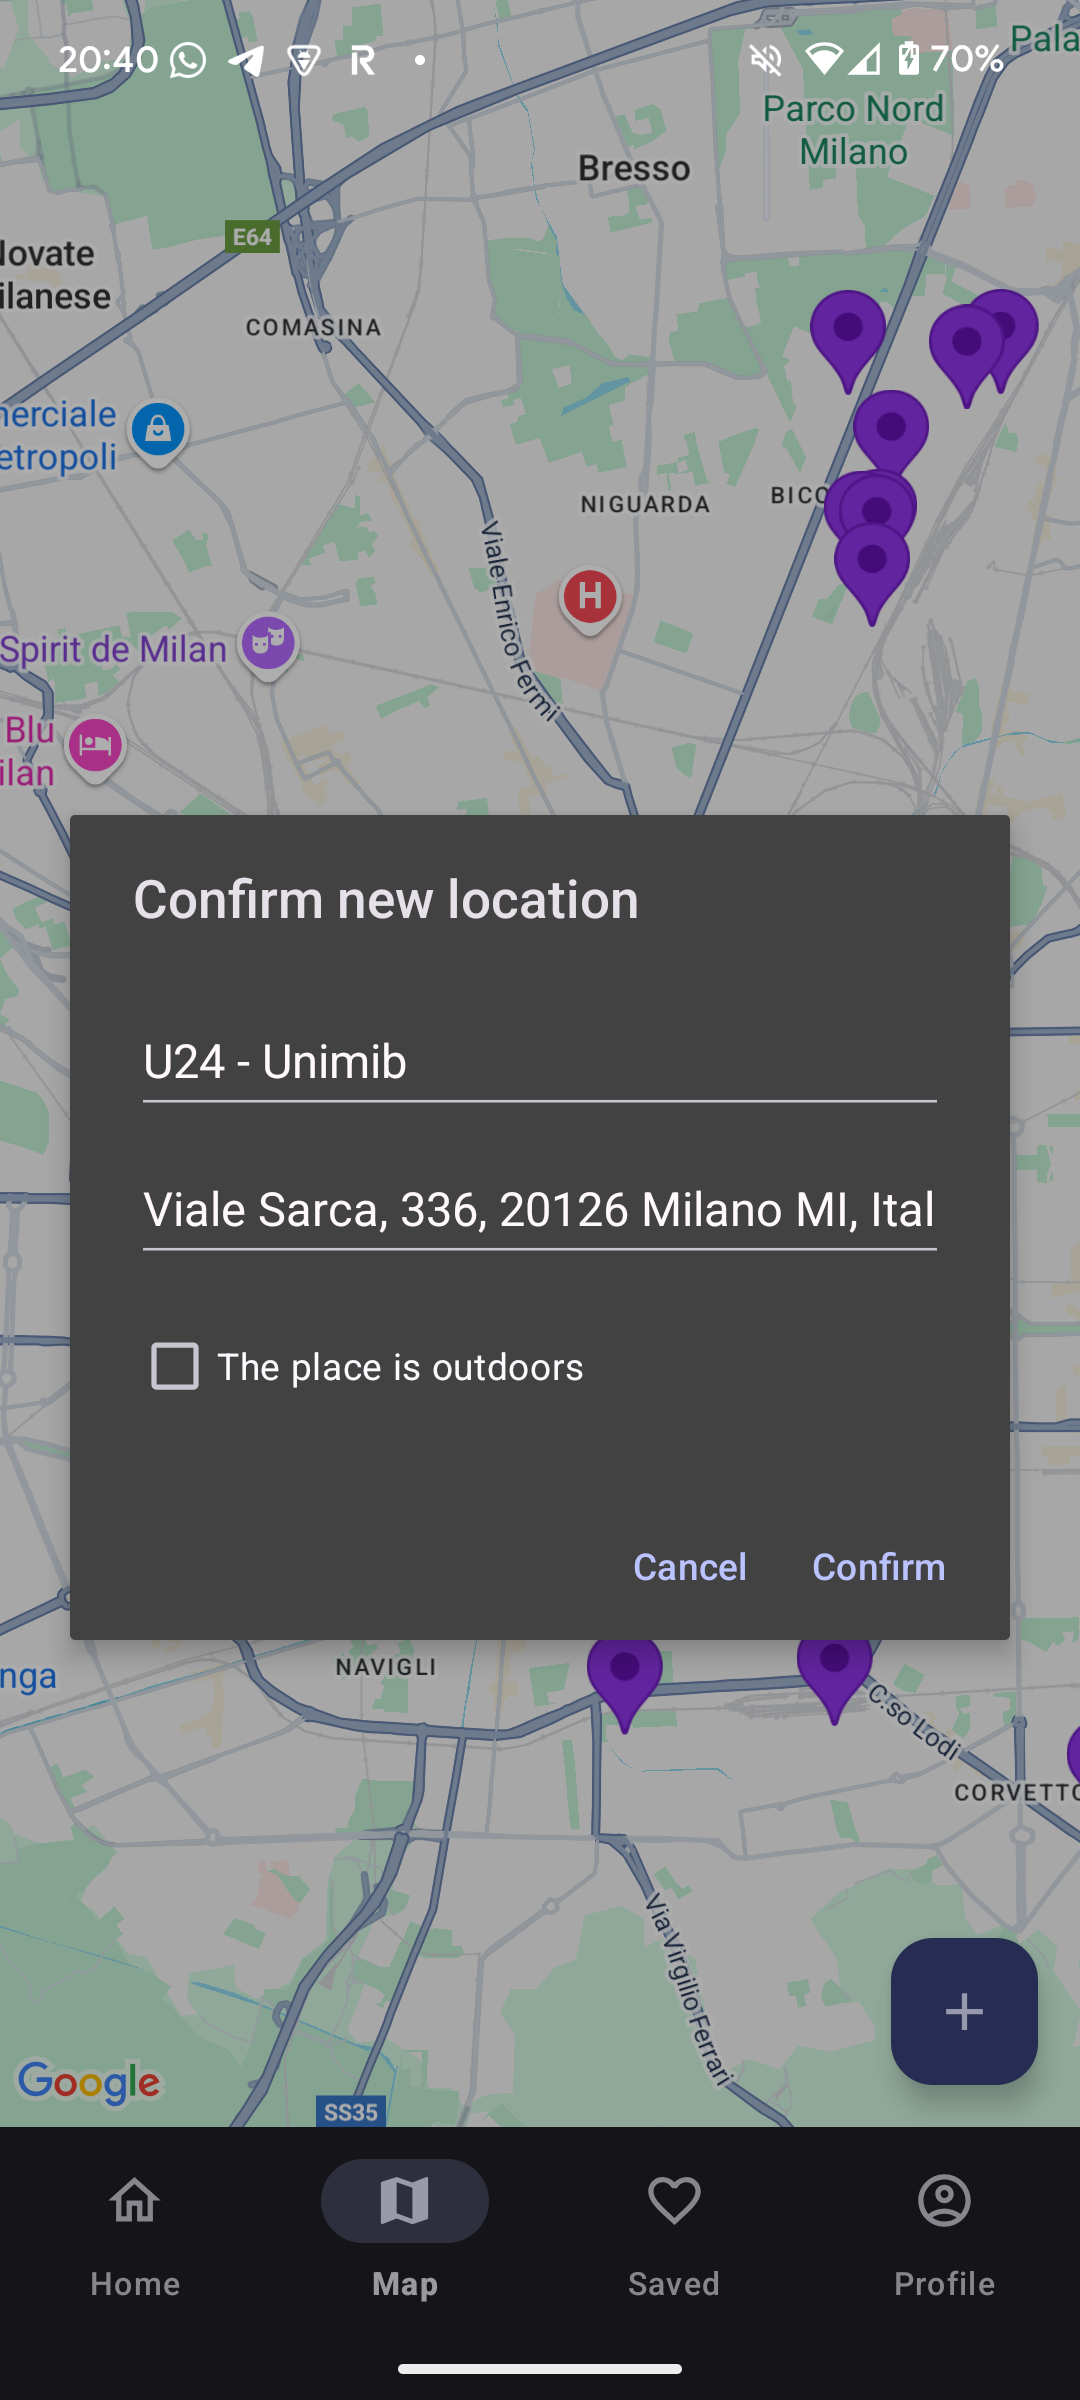 20:40
70%
Pala
Parco Nord
Milano
Bresso
E64
Novate
ilanese
COMASINA
nerciale
etropoli
NIGUARDA
BICO
Viale Enrico Fermi
H
Spirit de Milan
Blu
ilan
Confirm new location
U24 - Unimib
Viale Sarca, 336, 20126 Milano MI, Ital
The place is outdoors
Cancel
Confirm
nga
NAVIGLI
C.so Lodi
CORVETTO
Via Virgilio Ferrari
Google
SS35
Home
Map
Saved
Profile